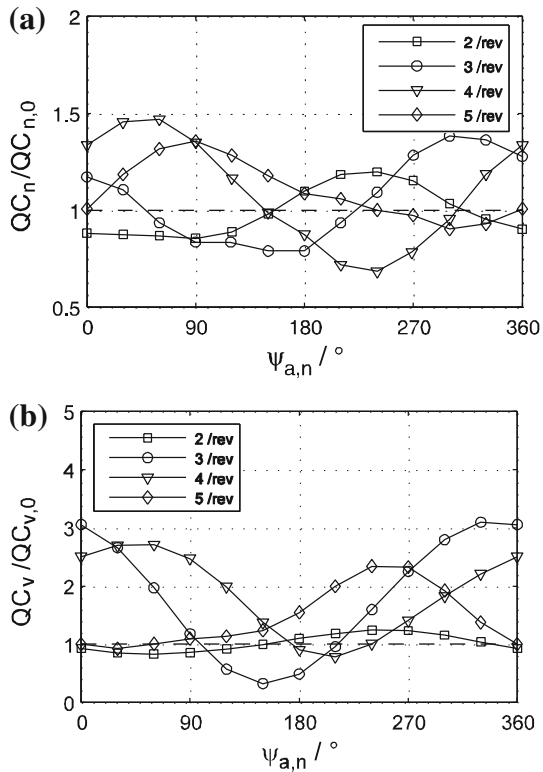 (a)
2
1.5
1
0.5
QCn/QCn,0
2 /rev
3 /rev
4 /rev
5 /rev
0 90 180 270 360
ψa,n / °
(b)
5
4
3
2
1
0
QCv/QCv,0
2 /rev
3 /rev
4 /rev
5 /rev
0 90 180 270 360
ψa,n / °